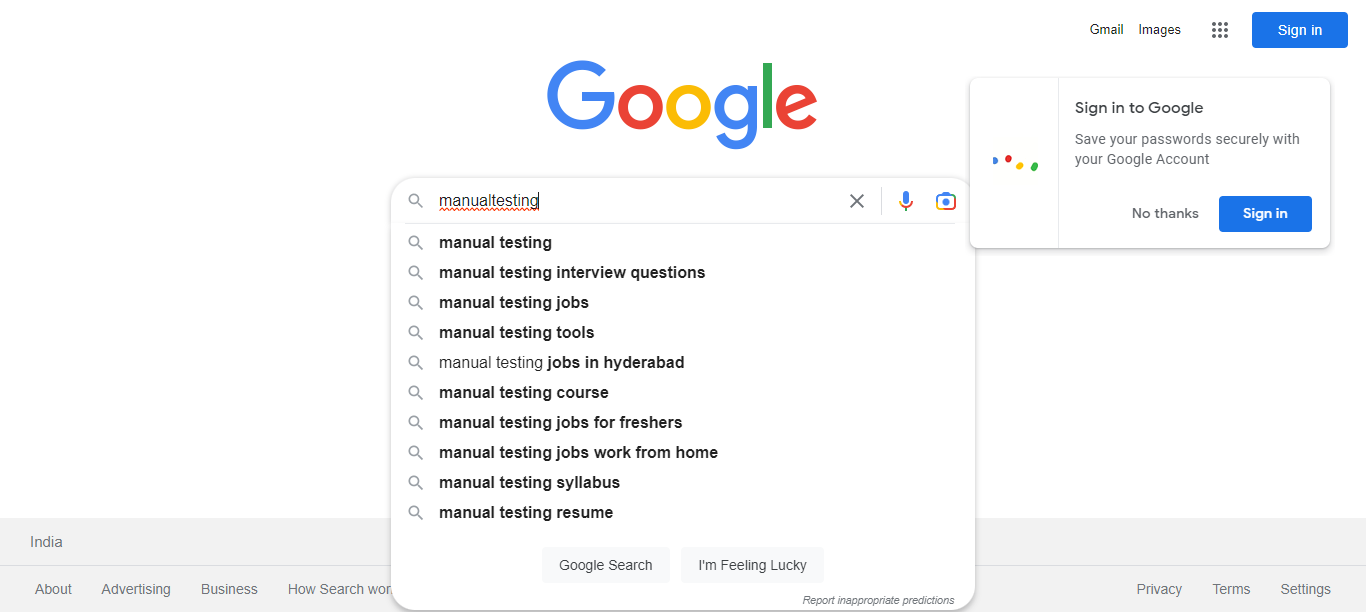 Gmail Images Sign in
Google
Sign in to Google
Save your passwords securely with
your Google Account
No thanks Sign in
manualtesting
manual testing
manual testing interview questions
manual testing jobs
manual testing tools
manual testing jobs in hyderabad
manual testing course
manual testing jobs for freshers
manual testing jobs work from home
manual testing syllabus
manual testing resume
Google Search I'm Feeling Lucky
Report inappropriate predictions
India
About Advertising Business How Search Privacy Terms Settings